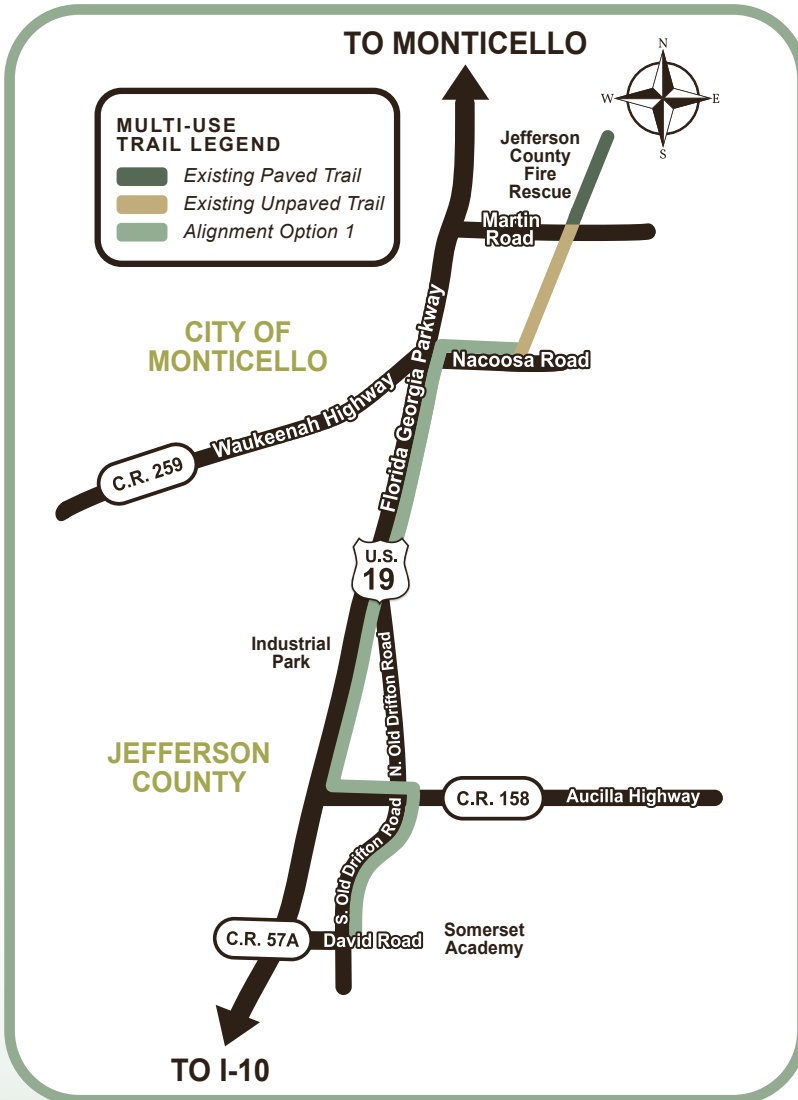 TO MONTICELLO
N
W
E
S
MULTI-USE
TRAIL LEGEND
Existing Paved Trail
Existing Unpaved Trail
Alignment Option 1
Jefferson
County
Fire
Rescue
Martin
Road
CITY OF
MONTICELLO
Florida Georgia Parkway
Nacoosa Road
Waukeenah Highway
C.R. 259
U.S.
19
Industrial
Park
N. Old Drifton Road
JEFFERSON
COUNTY
C.R. 158
Aucilla Highway
S. Old Drifton Road
C.R. 57A
David Road
Somerset
Academy
TO I-10